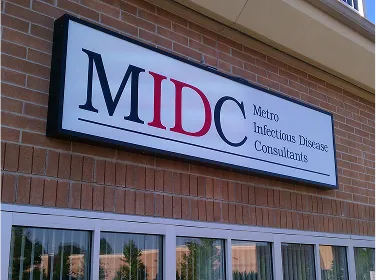 MIDC
Metro
Infectious Disease
Consultants